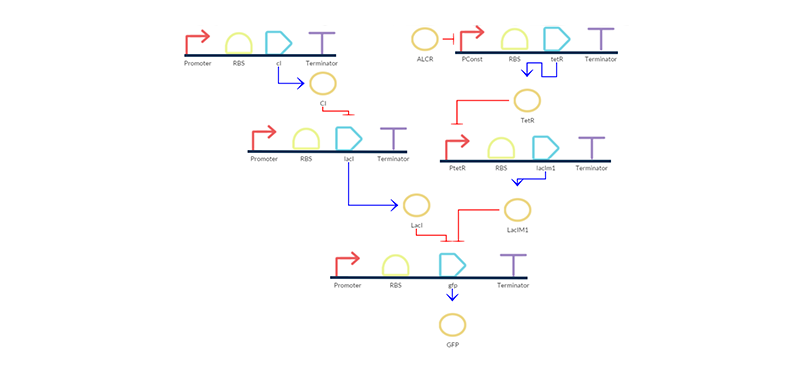 Promoter RBS cI Terminator
ALCR PConst RBS tetR Terminator
CI
TetR
Promoter RBS lacI Terminator
PtetR RBS lacIm1 Terminator
LacI
LacIM1
Promoter RBS gfp Terminator
GFP